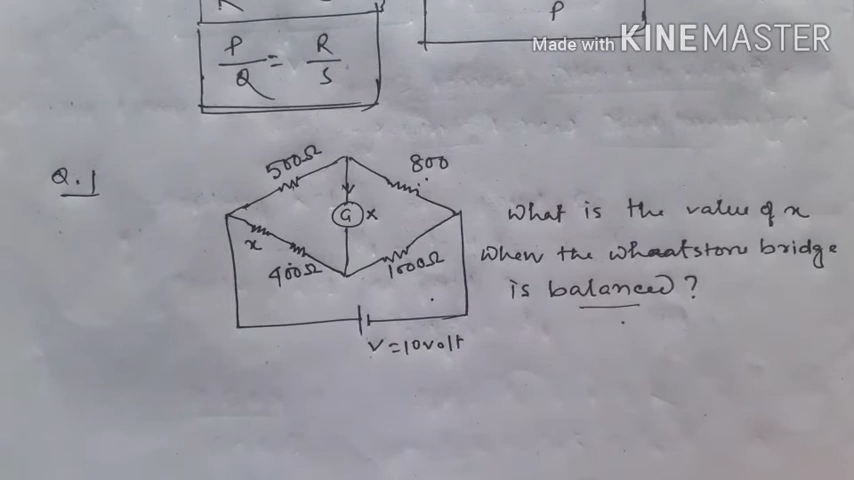 P
Made with KINEMASTER
P/Q = R/S
Q.1
500Ω
800
G x
x
400Ω
1000Ω
V=10volt
What is the value of x
When the wheatston bridge
is balanced ?